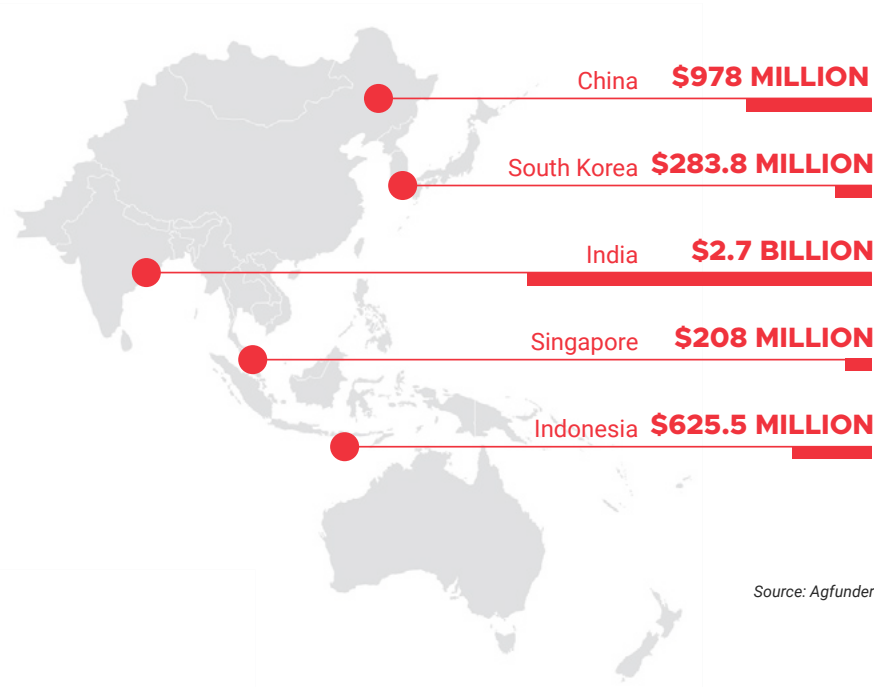 China $978 MILLION
South Korea $283.8 MILLION
India $2.7 BILLION
Singapore $208 MILLION
Indonesia $625.5 MILLION
Source: Agfunder